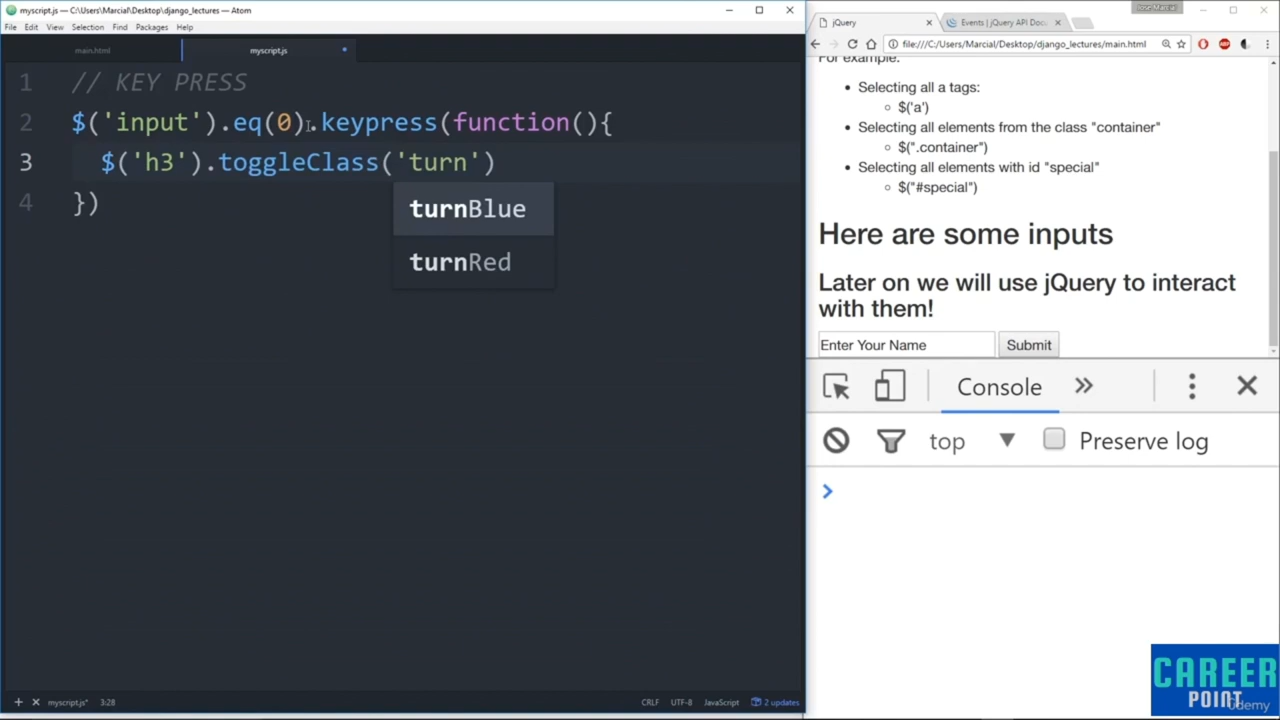 myscript.js — C:\Users\Marcial\Desktop\django_lectures — Atom
File Edit View Selection Find Packages Help
main.html
myscript.js
1 // KEY PRESS
2 $('input').eq(0).keypress(function(){
3 $('h3').toggleClass('turn')
4 })
turnBlue
turnRed
myscript.js* 3:28
CRLF UTF-8 JavaScript 2 updates
Jose Marcial
jQuery
Events | jQuery API Docu
file:///C:/Users/Marcial/Desktop/django_lectures/main.html
For example:
Selecting all a tags:
$('a')
Selecting all elements from the class "container"
$(".container")
Selecting all elements with id "special"
$("#special")
Here are some inputs
Later on we will use jQuery to interact
with them!
Enter Your Name Submit
Console
top Preserve log
CAREER
POINT
Udemy